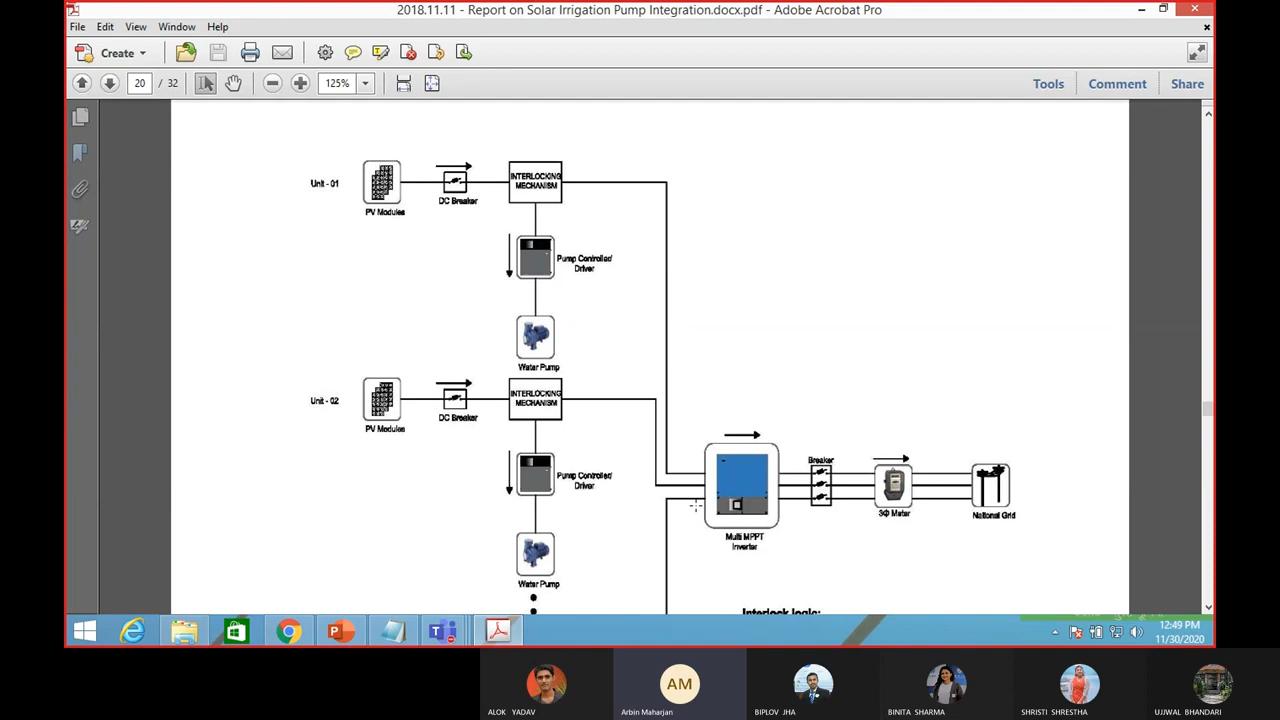 2018.11.11 - Report on Solar Irrigation Pump Integration.docx.pdf - Adobe Acrobat Pro
File Edit View Window Help
Create
20 / 32 125% Tools Comment Share
Unit - 01
PV Modules
DC Breaker
INTERLOCKING
MECHANISM
Pump Controller/
Driver
Water Pump
Unit - 02
PV Modules
DC Breaker
INTERLOCKING
MECHANISM
Pump Controller/
Driver
Water Pump
Multi MPPT
Inverter
Breaker
3Φ Meter
National Grid
Interlock logic:
12:49 PM
11/30/2020
AM
ALOK YADAV
Arbin Maharjan
BIPLOV JHA
BINITA SHARMA
SHRISTI SHRESTHA
UJJWAL BHANDARI